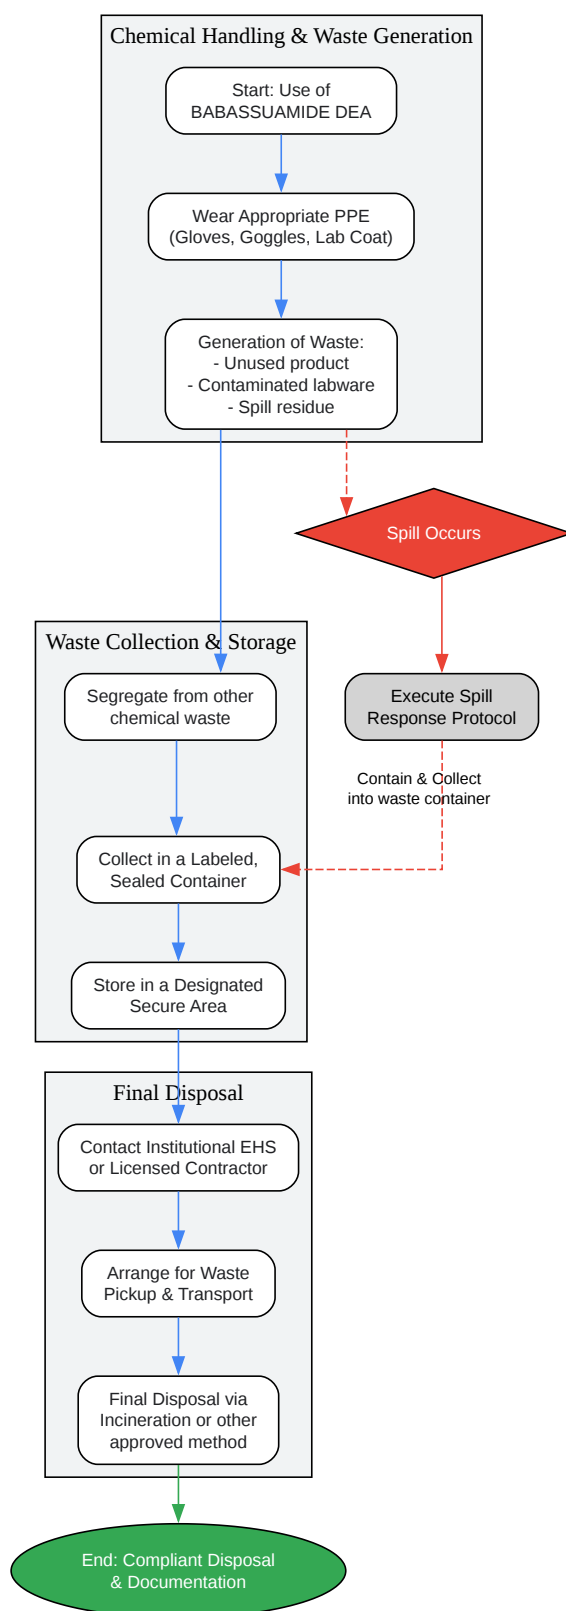 Chemical Handling & Waste Generation
Start: Use of
BABASSUAMIDE DEA
Wear Appropriate PPE
(Gloves, Goggles, Lab Coat)
Generation of Waste:
- Unused product
- Contaminated labware
- Spill residue
Spill Occurs
Waste Collection & Storage
Segregate from other
chemical waste
Execute Spill
Response Protocol
Contain & Collect
into waste container
Collect in a Labeled,
Sealed Container
Store in a Designated
Secure Area
Final Disposal
Contact Institutional EHS
or Licensed Contractor
Arrange for Waste
Pickup & Transport
Final Disposal via
Incineration or other
approved method
End: Compliant Disposal
& Documentation